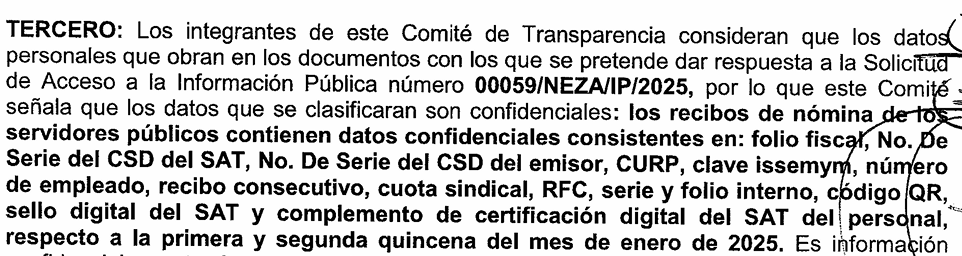 TERCERO: Los integrantes de este Comité de Transparencia consideran que los datos
personales que obran en los documentos con los que se pretende dar respuesta a la Solicitud
de Acceso a la Información Pública número 00059/NEZA/IP/2025, por lo que este Comité
señala que los datos que se clasificaran son confidenciales: los recibos de nómina de los
servidores públicos contienen datos confidenciales consistentes en: folio fiscal, No. De
Serie del CSD del SAT, No. De Serie del CSD del emisor, CURP, clave issemym, número
de empleado, recibo consecutivo, cuota sindical, RFC, serie y folio interno, código QR,
sello digital del SAT y complemento de certificación digital del SAT del personal,
respecto a la primera y segunda quincena del mes de enero de 2025. Es información